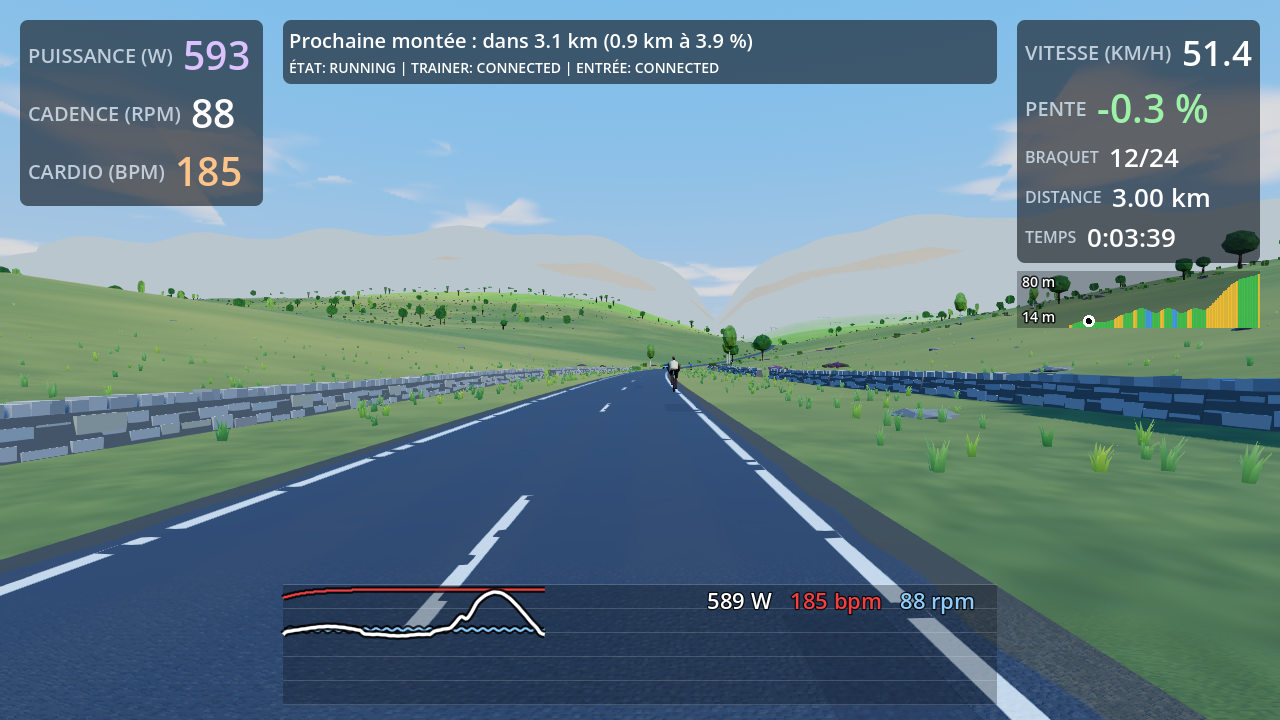 PUISSANCE (W) 593
CADENCE (RPM) 88
CARDIO (BPM) 185
Prochaine montée : dans 3.1 km (0.9 km à 3.9 %)
ÉTAT: RUNNING | TRAINER: CONNECTED | ENTRÉE: CONNECTED
VITESSE (KM/H) 51.4
PENTE -0.3 %
BRAQUET 12/24
DISTANCE 3.00 km
TEMPS 0:03:39
80 m
14 m
589 W 185 bpm 88 rpm